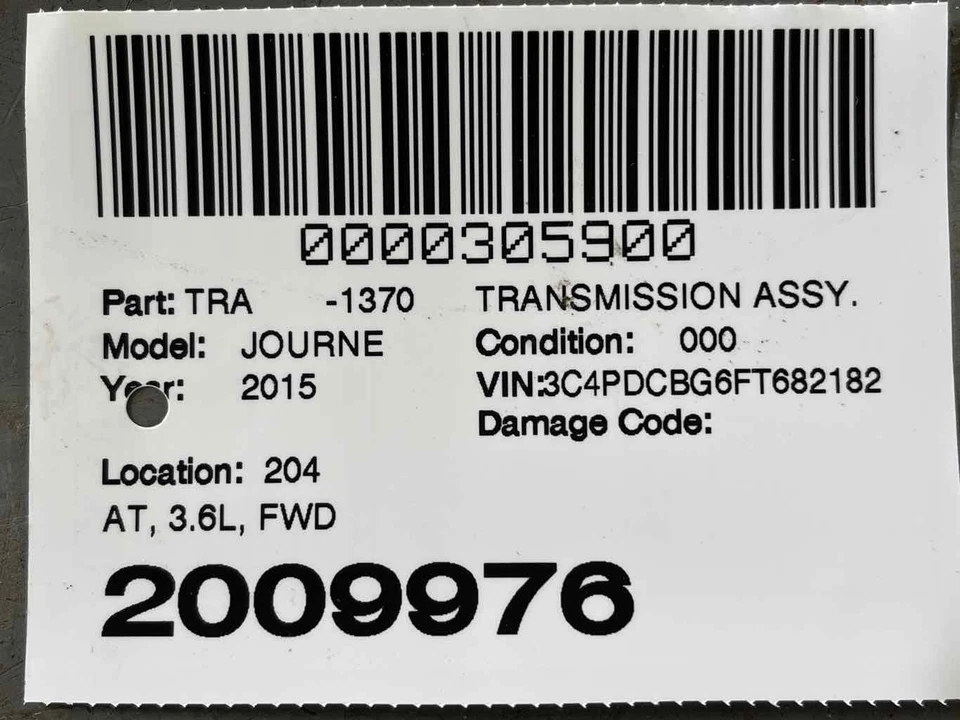 0000305900
Part: TRA -1370 TRANSMISSION ASSY.
Model: JOURNE Condition: 000
Year: 2015 VIN:3C4PDCBG6FT682182
Damage Code:
Location: 204
AT, 3.6L, FWD
2009976